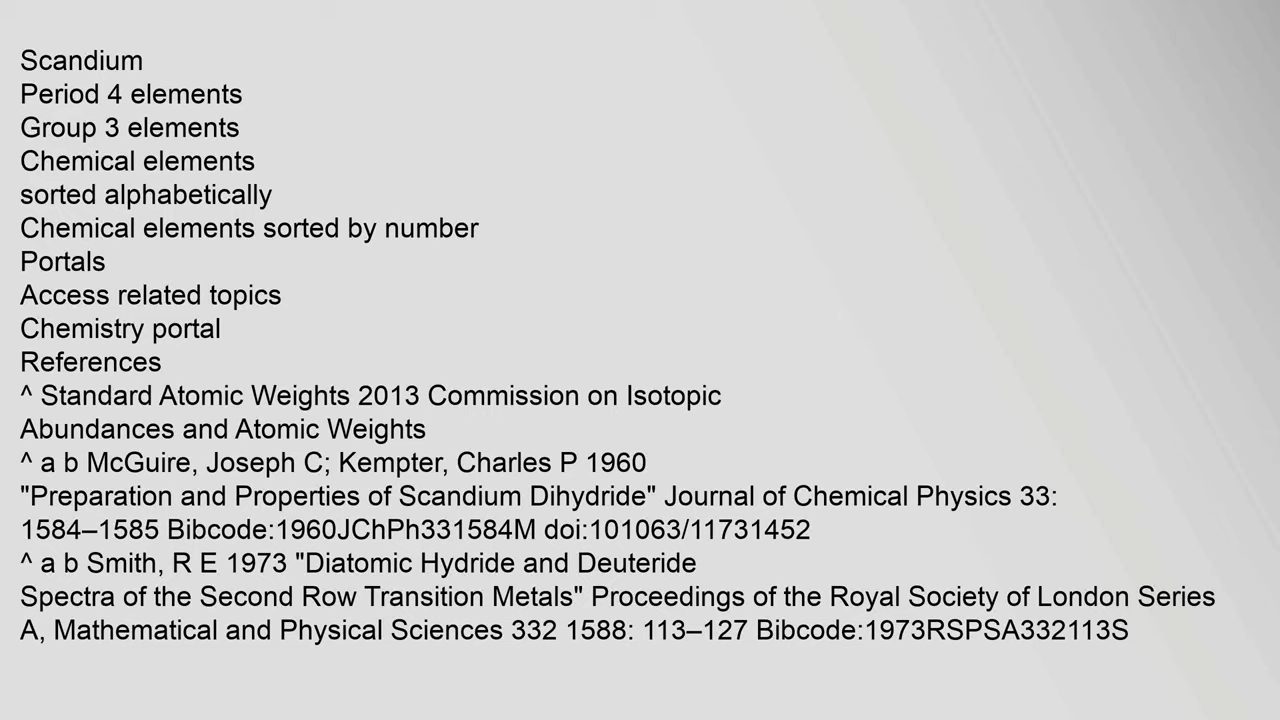 Scandium
Period 4 elements
Group 3 elements
Chemical elements
sorted alphabetically
Chemical elements sorted by number
Portals
Access related topics
Chemistry portal
References
^ Standard Atomic Weights 2013 Commission on Isotopic
Abundances and Atomic Weights
^ a b McGuire, Joseph C; Kempter, Charles P 1960
"Preparation and Properties of Scandium Dihydride" Journal of Chemical Physics 33:
1584–1585 Bibcode:1960JChPh331584M doi:101063/11731452
^ a b Smith, R E 1973 "Diatomic Hydride and Deuteride
Spectra of the Second Row Transition Metals" Proceedings of the Royal Society of London Series
A, Mathematical and Physical Sciences 332 1588: 113–127 Bibcode:1973RSPSA332113S